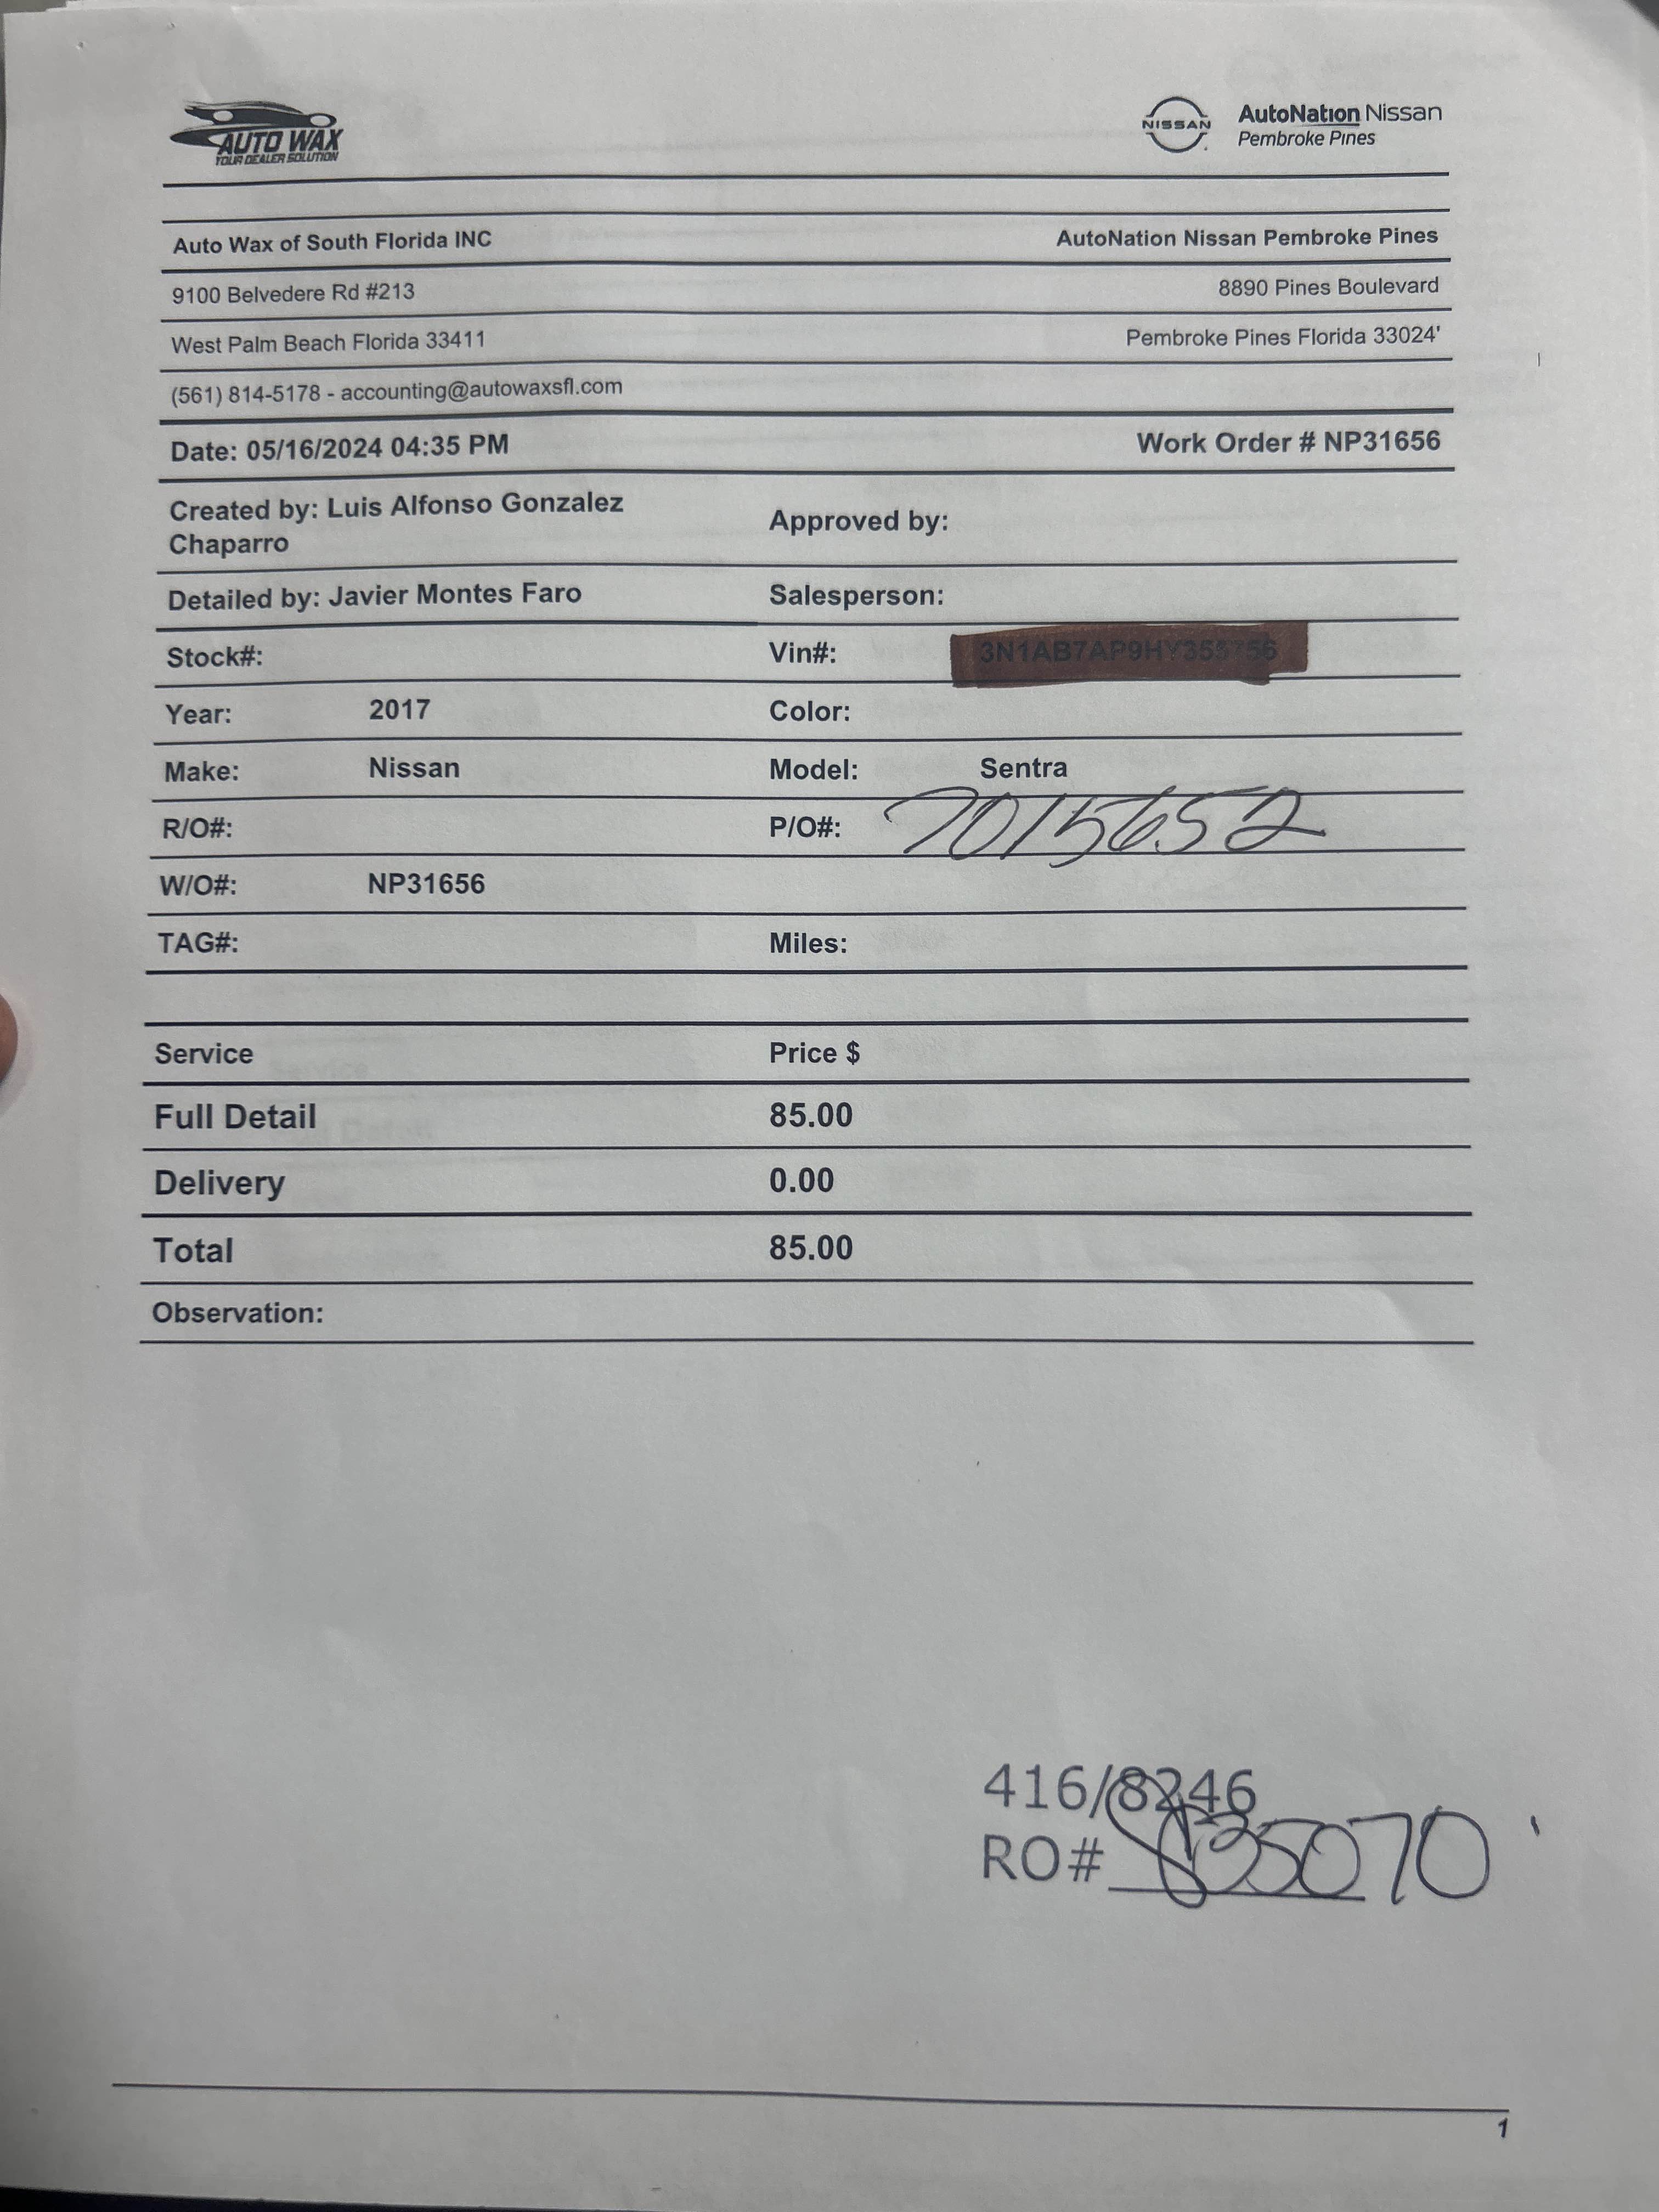 AUTO WAX
YOUR DEALER SOLUTION
NISSAN
AutoNation Nissan
Pembroke Pines
Auto Wax of South Florida INC
AutoNation Nissan Pembroke Pines
9100 Belvedere Rd #213
8890 Pines Boulevard
West Palm Beach Florida 33411
Pembroke Pines Florida 33024'
(561) 814-5178 - accounting@autowaxsfl.com
Date: 05/16/2024 04:35 PM
Work Order # NP31656
Created by: Luis Alfonso Gonzalez
Chaparro
Approved by:
Detailed by: Javier Montes Faro
Salesperson:
Stock#:
Vin#:
Year: 2017
Color:
Make: Nissan
Model: Sentra
R/O#:
P/O#: 7015652
W/O#: NP31656
TAG#:
Miles:
Service Price $
Full Detail 85.00
Delivery 0.00
Total 85.00
Observation:
416/8246
RO# 835070
1